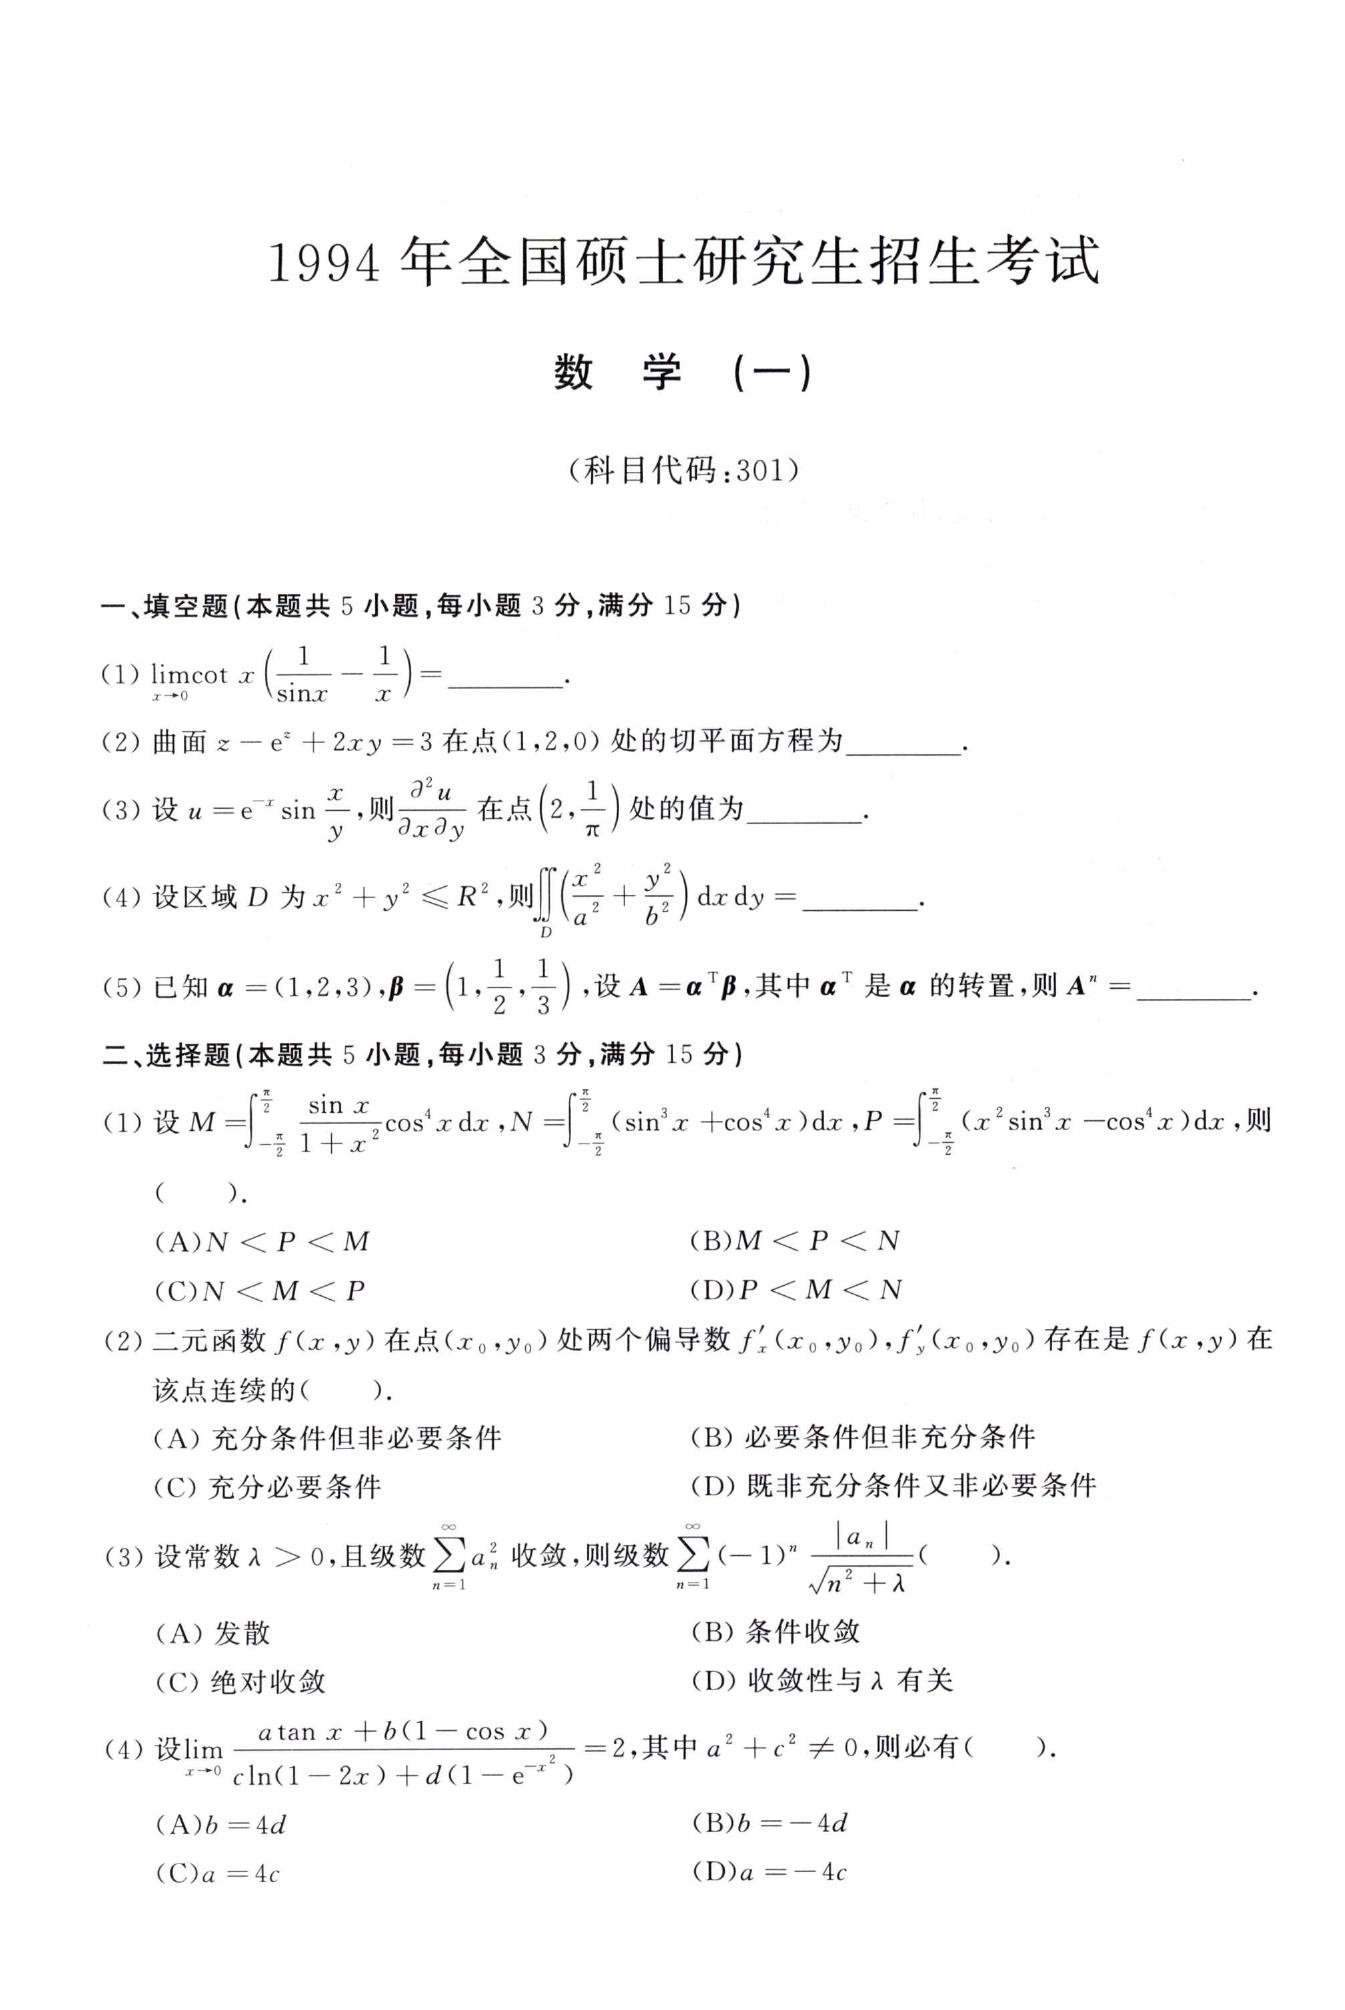 1994 年全国硕士研究生招生考试
数 学 (一)
(科目代码:301)
一、填空题(本题共 5 小题,每小题 3 分,满分 15 分)
(1) $\lim_{x \to 0} \cot x \left( \frac{1}{\sin x} - \frac{1}{x} \right) =$ ________.
(2) 曲面 $z - e^z + 2xy = 3$ 在点(1,2,0) 处的切平面方程为________.
(3) 设 $u = e^{-x} \sin \frac{x}{y}$,则 $\frac{\partial^2 u}{\partial x \partial y}$ 在点 $\left( 2, \frac{1}{\pi} \right)$ 处的值为________.
(4) 设区域 D 为 $x^2 + y^2 \leqslant R^2$,则 $\iint_D \left( \frac{x^2}{a^2} + \frac{y^2}{b^2} \right) dx\,dy =$ ________.
(5) 已知 $\boldsymbol{\alpha} = (1,2,3), \boldsymbol{\beta} = \left( 1, \frac{1}{2}, \frac{1}{3} \right)$,设 $\boldsymbol{A} = \boldsymbol{\alpha}^T \boldsymbol{\beta}$,其中 $\boldsymbol{\alpha}^T$ 是 $\boldsymbol{\alpha}$ 的转置,则 $\boldsymbol{A}^n =$ ________.
二、选择题(本题共 5 小题,每小题 3 分,满分 15 分)
(1) 设 $M = \int_{-\frac{\pi}{2}}^{\frac{\pi}{2}} \frac{\sin x}{1 + x^2} \cos^4 x\,dx, N = \int_{-\frac{\pi}{2}}^{\frac{\pi}{2}} (\sin^3 x + \cos^4 x)dx, P = \int_{-\frac{\pi}{2}}^{\frac{\pi}{2}} (x^2 \sin^3 x - \cos^4 x)dx$,则
( ).
(A)N < P < M (B)M < P < N
(C)N < M < P (D)P < M < N
(2) 二元函数 $f(x,y)$ 在点$(x_0,y_0)$ 处两个偏导数 $f'_x(x_0,y_0), f'_y(x_0,y_0)$ 存在是 $f(x,y)$ 在
该点连续的( ).
(A) 充分条件但非必要条件 (B) 必要条件但非充分条件
(C) 充分必要条件 (D) 既非充分条件又非必要条件
(3) 设常数 $\lambda > 0$,且级数 $\sum_{n=1}^{\infty} a_n^2$ 收敛,则级数 $\sum_{n=1}^{\infty} (-1)^n \frac{|a_n|}{\sqrt{n^2 + \lambda}}$ ( ).
(A) 发散 (B) 条件收敛
(C) 绝对收敛 (D) 收敛性与 $\lambda$ 有关
(4) 设 $\lim_{x \to 0} \frac{a \tan x + b(1 - \cos x)}{c \ln(1 - 2x) + d(1 - e^{-x^2})} = 2$,其中 $a^2 + c^2 \neq 0$,则必有( ).
(A)b = 4d (B)b = − 4d
(C)a = 4c (D)a = − 4c